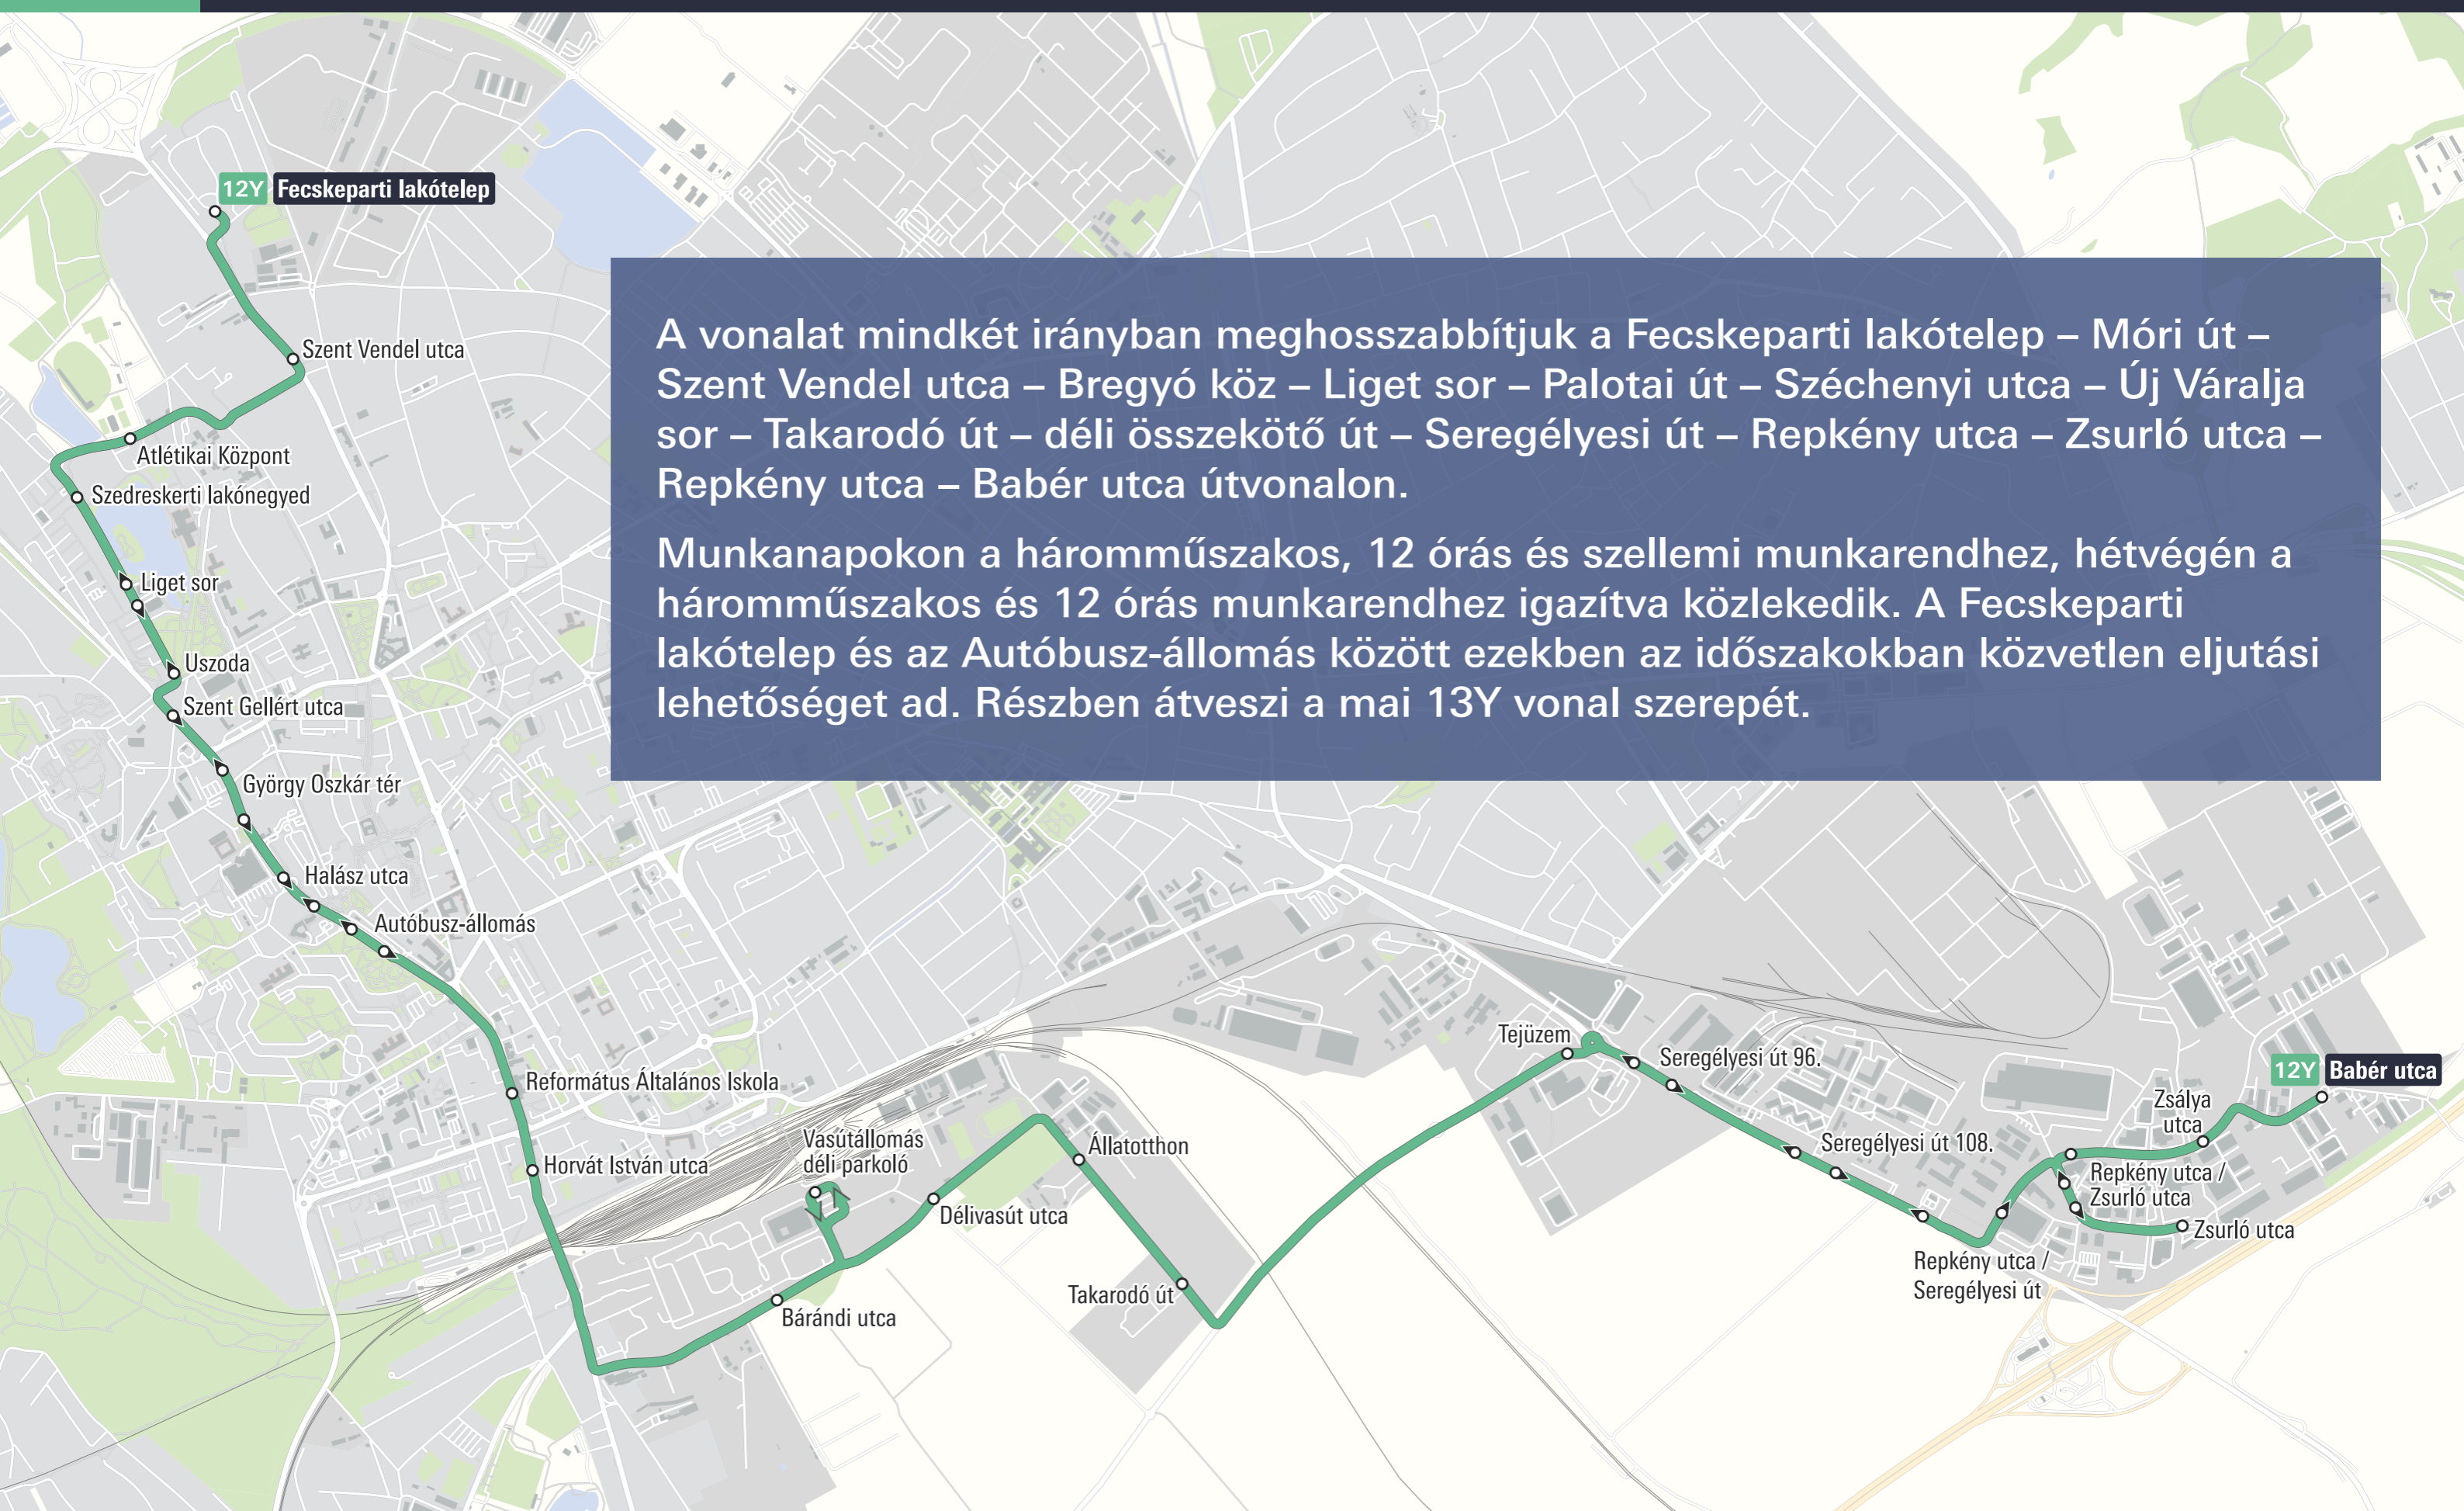 12Y Fecskeparti lakótelep
A vonalat mindkét irányban meghosszabbítjuk a Fecskeparti lakótelep – Móri út –
Szent Vendel utca – Bregyó köz – Liget sor – Palotai út – Széchenyi utca – Új Váralja
sor – Takarodó út – déli összekötő út – Seregélyesi út – Repkény utca – Zsurló utca –
Repkény utca – Babér utca útvonalon.
Munkanapokon a háromműszakos, 12 órás és szellemi munkarendhez, hétvégén a
háromműszakos és 12 órás munkarendhez igazítva közlekedik. A Fecskeparti
lakótelep és az Autóbusz-állomás között ezekben az időszakokban közvetlen eljutási
lehetőséget ad. Részben átveszi a mai 13Y vonal szerepét.
Szent Vendel utca
Atlétikai Központ
Szedreskerti lakónegyed
Liget sor
Uszoda
Szent Gellért utca
György Oszkár tér
Halász utca
Autóbusz-állomás
Református Általános Iskola
Horvát István utca
Bárándi utca
Vasútállomás
déli parkoló
Délivasút utca
Állatotthon
Takarodó út
Tejüzem
Seregélyesi út 96.
Seregélyesi út 108.
Repkény utca /
Seregélyesi út
Repkény utca /
Zsurló utca
Zsurló utca
Zsálya
utca
12Y Babér utca